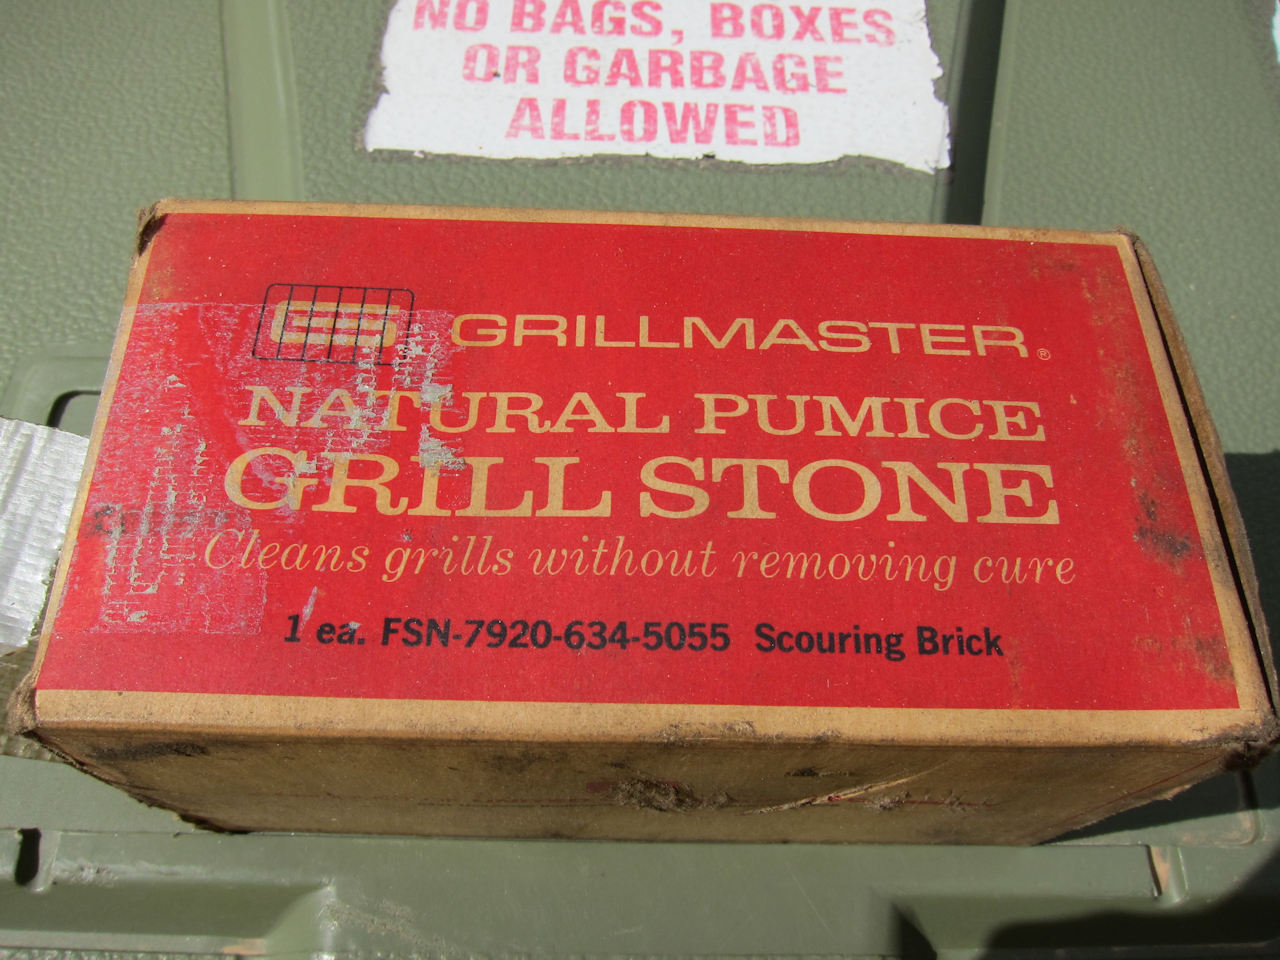 NO BAGS, BOXES
OR GARBAGE
ALLOWED
GS GRILLMASTER®
NATURAL PUMICE
GRILL STONE
Cleans grills without removing cure
1 ea. FSN-7920-634-5055 Scouring Brick